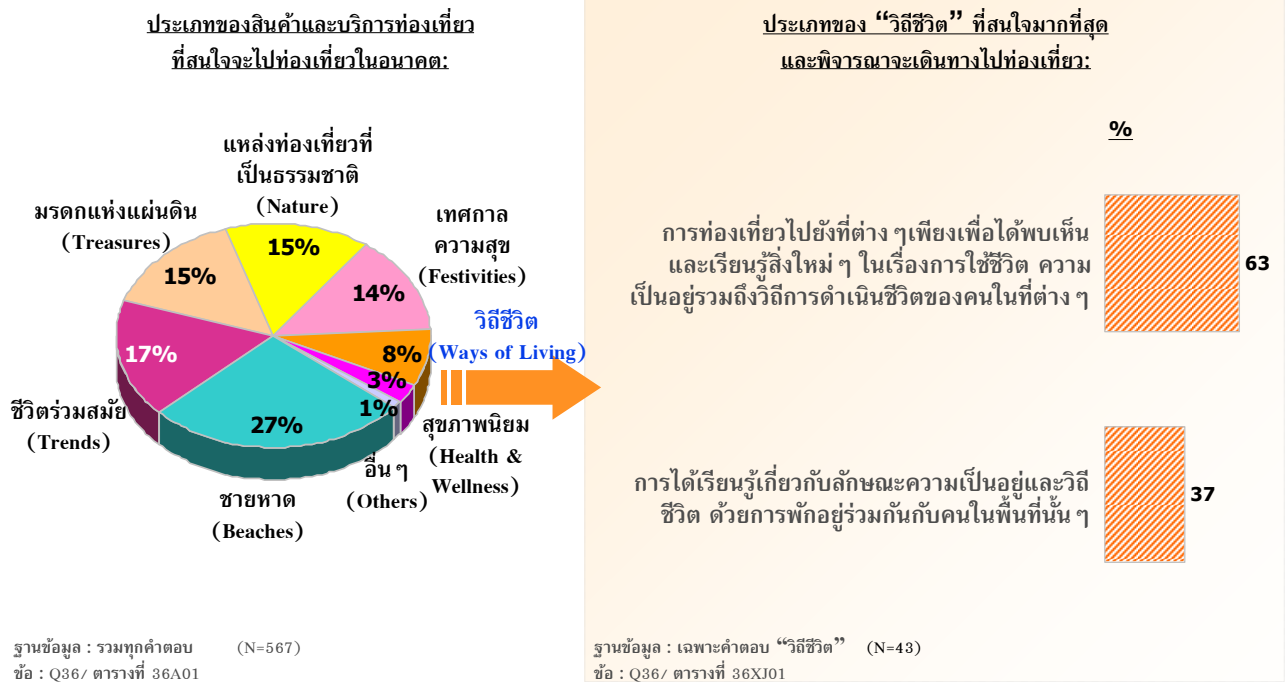 ประเภทของสินค้าและบริการท่องเที่ยว
ที่สนใจจะไปท่องเที่ยวในอนาคต:
แหล่งท่องเที่ยวที่
เป็นธรรมชาติ
(Nature)
มรดกแห่งแผ่นดิน
(Treasures)
เทศกาล
ความสุข
(Festivities)
15%
15%
14%
วิถีชีวิต
(Ways of Living)
17%
8%
3%
1%
27%
ชีวิตร่วมสมัย
(Trends)
สุขภาพนิยม
(Health &
Wellness)
อื่นๆ
(Others)
ชายหาด
(Beaches)
ฐานข้อมูล : รวมทุกคำตอบ (N=567)
ข้อ : Q36/ ตารางที่ 36A01
ประเภทของ “วิถีชีวิต” ที่สนใจมากที่สุด
และพิจารณาจะเดินทางไปท่องเที่ยว:
%
การท่องเที่ยวไปยังที่ต่าง ๆเพียงเพื่อได้พบเห็น
และเรียนรู้สิ่งใหม่ ๆ ในเรื่องการใช้ชีวิต ความ
เป็นอยู่รวมถึงวิถีการดำเนินชีวิตของคนในที่ต่าง ๆ
63
การได้เรียนรู้เกี่ยวกับลักษณะความเป็นอยู่และวิถี
ชีวิต ด้วยการพักอยู่ร่วมกันกับคนในพื้นที่นั้น ๆ
37
ฐานข้อมูล : เฉพาะคำตอบ “วิถีชีวิต” (N=43)
ข้อ : Q36/ ตารางที่ 36XJ01